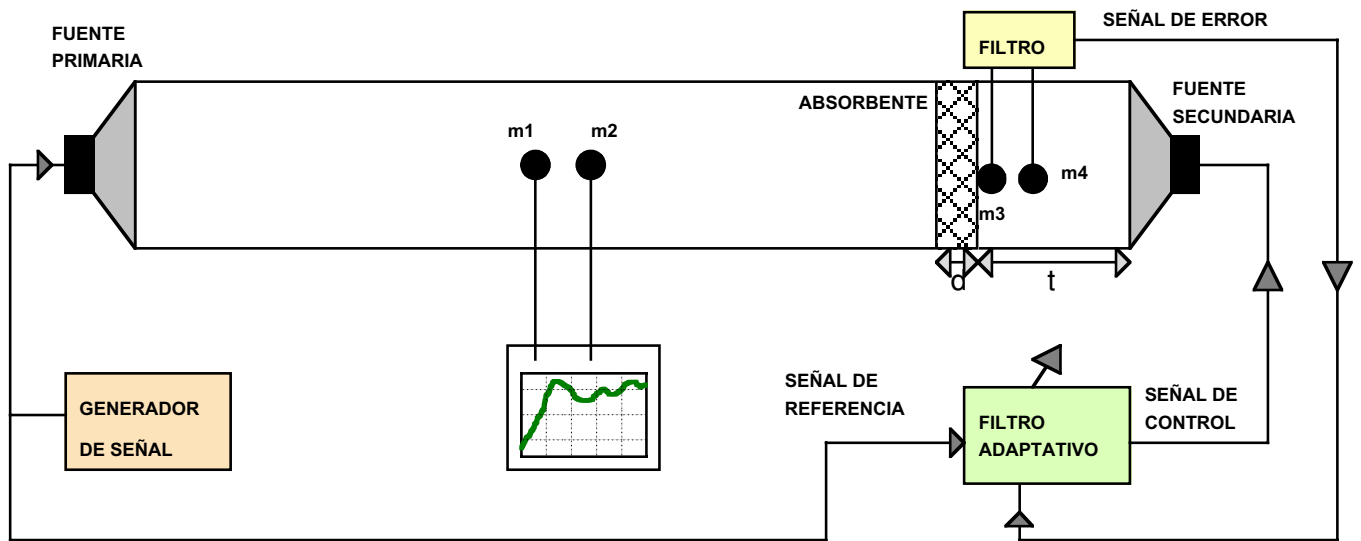 FUENTE
PRIMARIA
m1
m2
ABSORBENTE
FILTRO
SEÑAL DE ERROR
FUENTE
SECUNDARIA
m3
m4
d
t
GENERADOR
DE SEÑAL
SEÑAL DE
REFERENCIA
FILTRO
ADAPTATIVO
SEÑAL DE
CONTROL